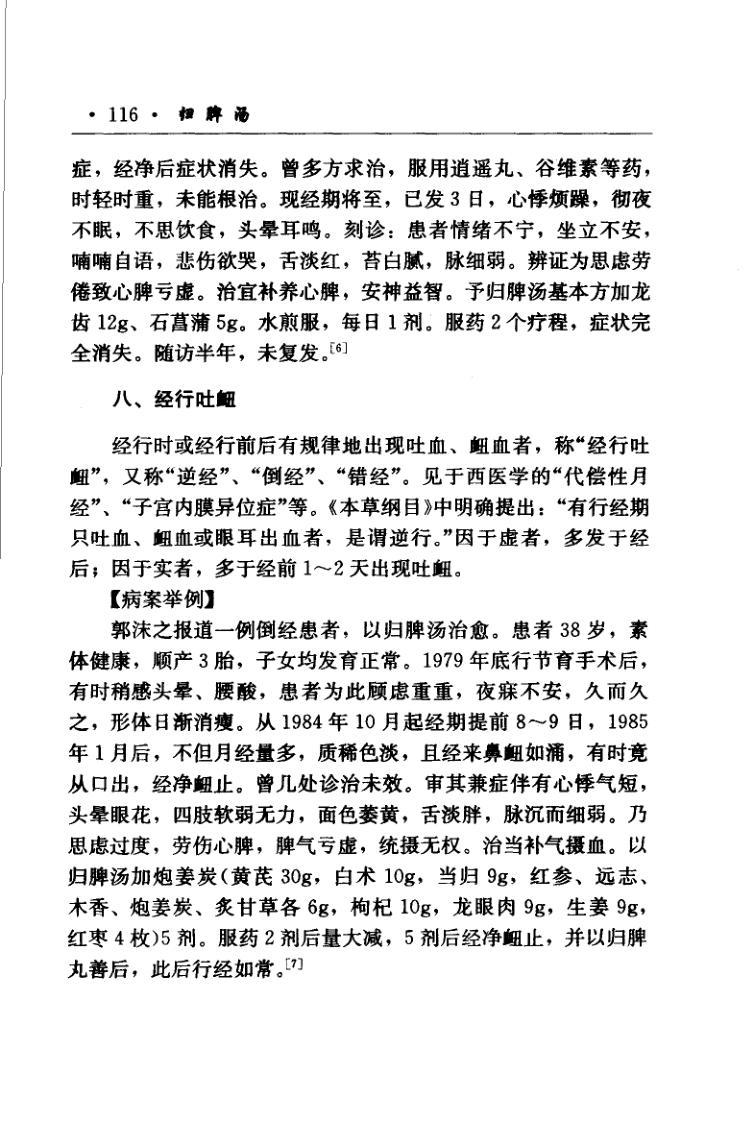 · 116 · 归脾汤
症，经净后症状消失。曾多方求治，服用逍遥丸、谷维素等药，
时轻时重，未能根治。现经期将至，已发 3 日，心悸烦躁，彻夜
不眠，不思饮食，头晕耳鸣。刻诊：患者情绪不宁，坐立不安，
喃喃自语，悲伤欲哭，舌淡红，苔白腻，脉细弱。辨证为思虑劳
倦致心脾亏虚。治宜补养心脾，安神益智。予归脾汤基本方加龙
齿 12g、石菖蒲 5g。水煎服，每日 1 剂。服药 2 个疗程，症状完
全消失。随访半年，未复发。[6]
八、经行吐衄
经行时或经行前后有规律地出现吐血、衄血者，称“经行吐
衄”，又称“逆经”、“倒经”、“错经”。见于西医学的“代偿性月
经”、“子宫内膜异位症”等。《本草纲目》中明确提出：“有行经期
只吐血、衄血或眼耳出血者，是谓逆行。”因于虚者，多发于经
后；因于实者，多于经前 1～2 天出现吐衄。
【病案举例】
郭沫之报道一例倒经患者，以归脾汤治愈。患者 38 岁，素
体健康，顺产 3 胎，子女均发育正常。1979 年底行节育手术后，
有时稍感头晕、腰酸，患者为此顾虑重重，夜寐不安，久而久
之，形体日渐消瘦。从 1984 年 10 月起经期提前 8～9 日，1985
年 1 月后，不但月经量多，质稀色淡，且经来鼻衄如涌，有时竟
从口出，经净衄止。曾几处诊治未效。审其兼症伴有心悸气短，
头晕眼花，四肢软弱无力，面色萎黄，舌淡胖，脉沉而细弱。乃
思虑过度，劳伤心脾，脾气亏虚，统摄无权。治当补气摄血。以
归脾汤加炮姜炭(黄芪 30g，白术 10g，当归 9g，红参、远志、
木香、炮姜炭、炙甘草各 6g，枸杞 10g，龙眼肉 9g，生姜 9g，
红枣 4 枚)5 剂。服药 2 剂后量大减，5 剂后经净衄止，并以归脾
丸善后，此后行经如常。[7]